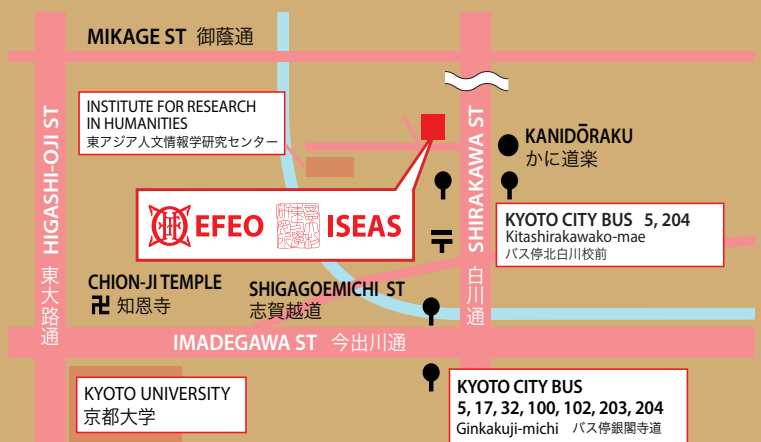 MIKAGE ST 御蔭通
HIGASHI-OJI ST 東大路通
INSTITUTE FOR RESEARCH
IN HUMANITIES
東アジア人文情報学研究センター
SHIRAKAWA ST 白川通
KANIDŌRAKU
かに道楽
EFEO
ISEAS
KYOTO CITY BUS 5, 204
Kitashirakawako-mae
バス停北白川校前
CHION-JI TEMPLE
卍 知恩寺
SHIGAGOEMICHI ST
志賀越道
〒
IMADEGAWA ST 今出川通
KYOTO UNIVERSITY
京都大学
KYOTO CITY BUS
5, 17, 32, 100, 102, 203, 204
Ginkakuji-michi バス停銀閣寺道